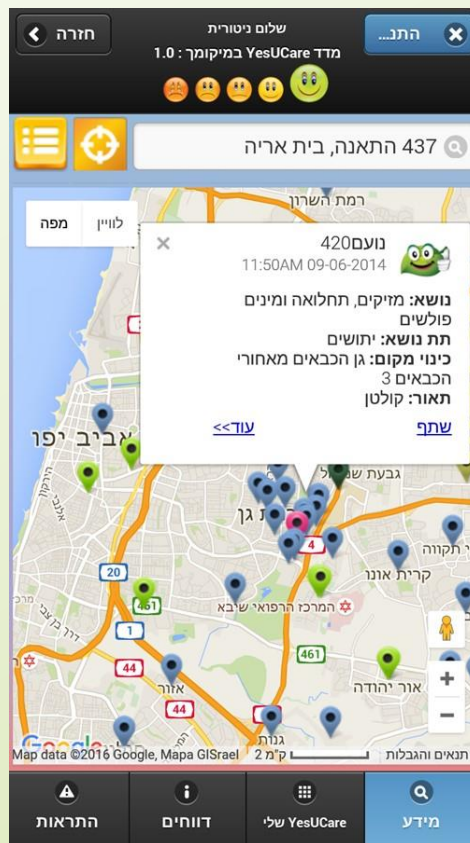 חזרה
שלום ניטורית
התנ...
מדד YesUCare במיקומך : 1.0
437 התאנה, בית אריה
רמת השרון
מפה
לוויין
נועם420
11:50AM 09-06-2014
נושא: מזיקים, תחלואה ומינים
פולשים
תת נושא: יתושים
כינוי מקום: גן הכבאים מאחורי
הכבאים 3
תאור: קולטן
שתף
עוד>>
אביב יפו
גבעת
גן
4
20
קרית אונו
המרכז הרפואי שיבא
461
1
461
44
אזור
אור יהודה
44
גנות
Map data ©2016 Google, Mapa GISrael
2 ק"מ
תנאים והגבלות
מידע
YesUCare שלי
דווחים
התראות